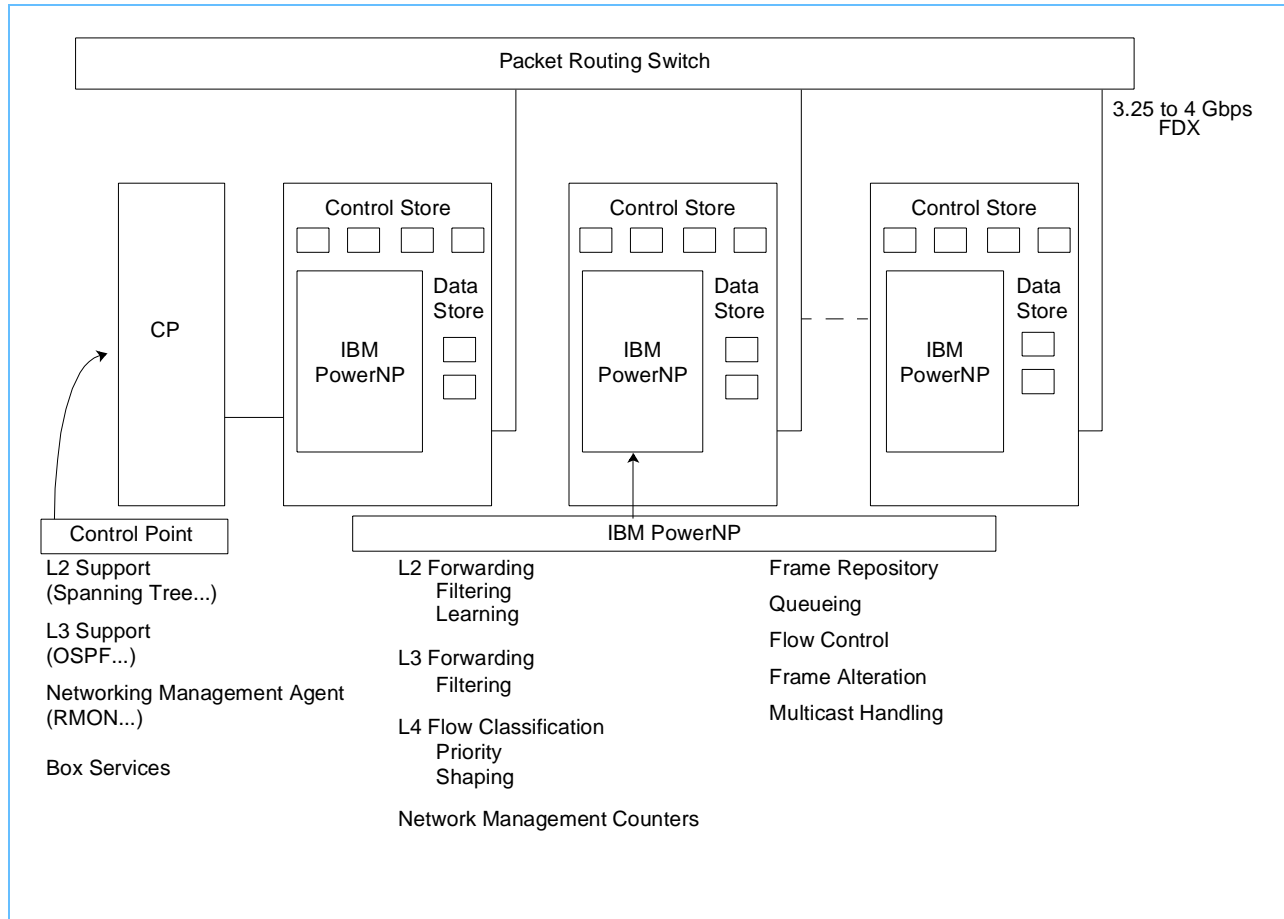 Packet Routing Switch
3.25 to 4 Gbps
FDX
CP
Control Store
Data
Store
IBM
PowerNP
Control Store
Data
Store
IBM
PowerNP
Control Store
Data
Store
IBM
PowerNP
Control Point
L2 Support
(Spanning Tree...)
L3 Support
(OSPF...)
Networking Management Agent
(RMON...)
Box Services
IBM PowerNP
L2 Forwarding
Filtering
Learning
L3 Forwarding
Filtering
L4 Flow Classification
Priority
Shaping
Network Management Counters
Frame Repository
Queueing
Flow Control
Frame Alteration
Multicast Handling